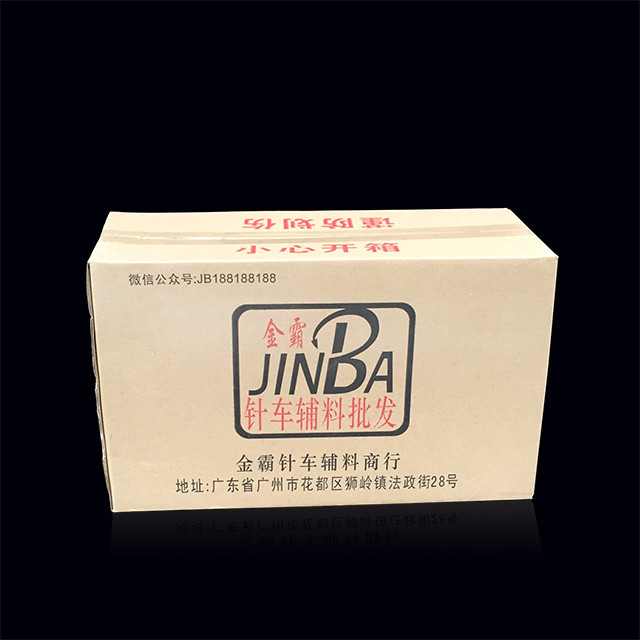 谨防划伤
小心开箱
微信公众号:JB188188188
金霸
JINBA
针车辅料批发
金霸针车辅料商行
地址:广东省广州市花都区狮岭镇法政街28号